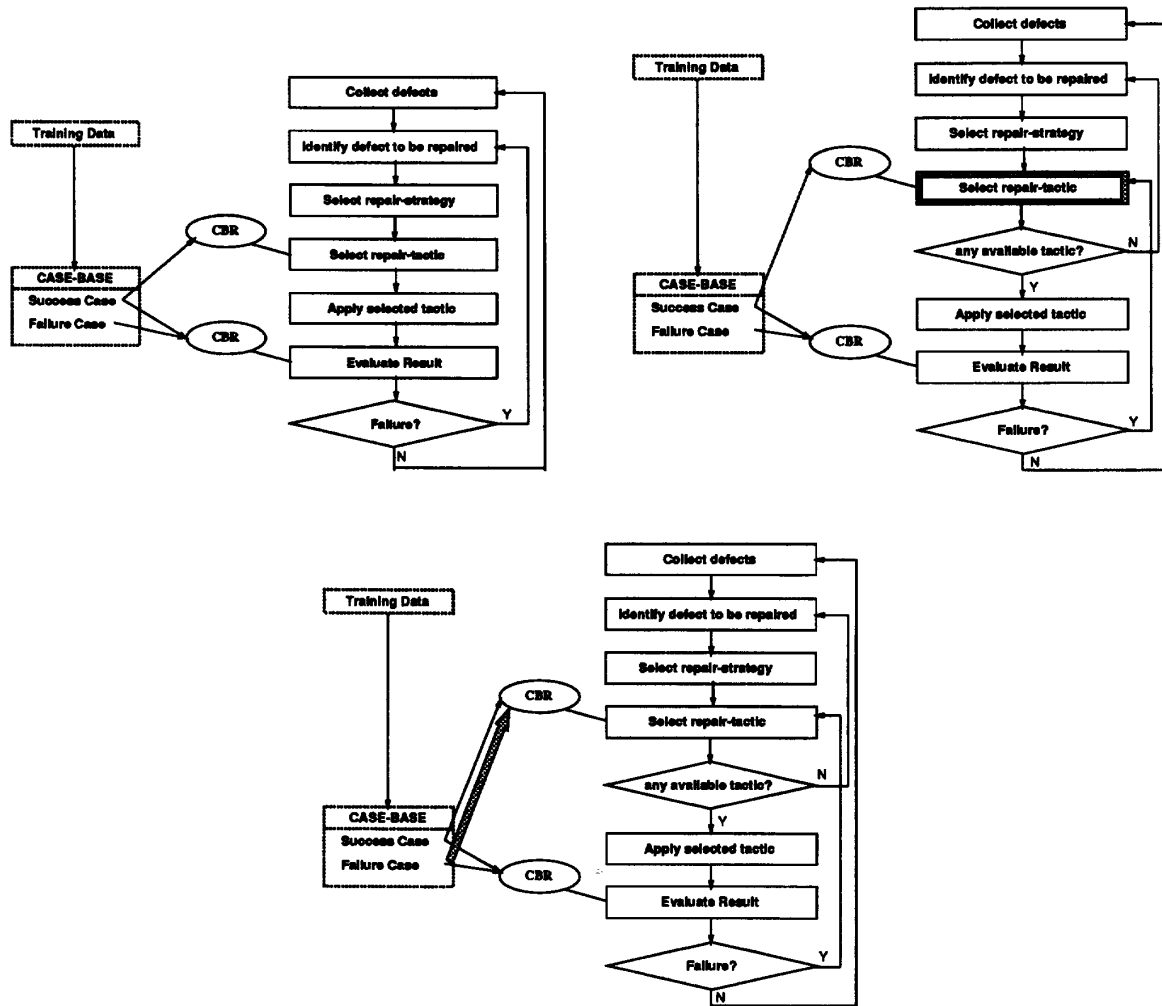 Training Data
CASE-BASE
Success Case
Failure Case
CBR
CBR
Collect defects
Identify defect to be repaired
Select repair-strategy
Select repair-tactic
Apply selected tactic
Evaluate Result
Failure?
Y
N
Training Data
CASE-BASE
Success Case
Failure Case
CBR
CBR
Collect defects
Identify defect to be repaired
Select repair-strategy
Select repair-tactic
any available tactic?
N
Y
Apply selected tactic
Evaluate Result
Failure?
Y
N
Training Data
CASE-BASE
Success Case
Failure Case
CBR
CBR
Collect defects
Identify defect to be repaired
Select repair-strategy
Select repair-tactic
any available tactic?
N
Y
Apply selected tactic
Evaluate Result
Failure?
Y
N